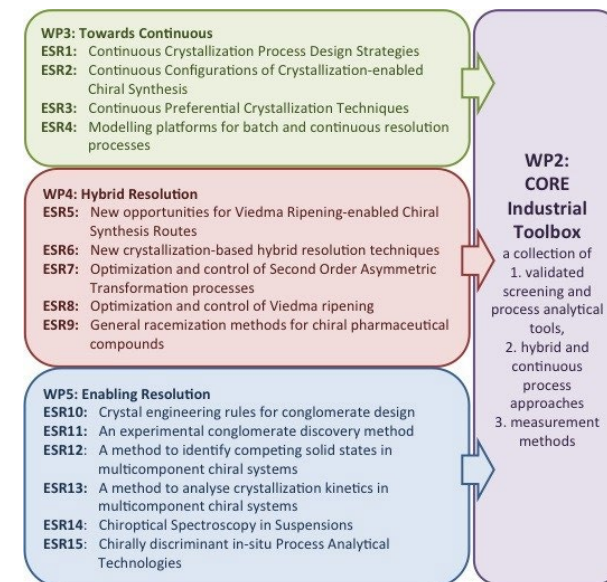 WP3: Towards Continuous
ESR1: Continuous Crystallization Process Design Strategies
ESR2: Continuous Configurations of Crystallization-enabled
Chiral Synthesis
ESR3: Continuous Preferential Crystallization Techniques
ESR4: Modelling platforms for batch and continuous resolution
processes
WP4: Hybrid Resolution
ESR5: New opportunities for Viedma Ripening-enabled Chiral
Synthesis Routes
ESR6: New crystallization-based hybrid resolution techniques
ESR7: Optimization and control of Second Order Asymmetric
Transformation processes
ESR8: Optimization and control of Viedma ripening
ESR9: General racemization methods for chiral pharmaceutical
compounds
WP5: Enabling Resolution
ESR10: Crystal engineering rules for conglomerate design
ESR11: An experimental conglomerate discovery method
ESR12: A method to identify competing solid states in
multicomponent chiral systems
ESR13: A method to analyse crystallization kinetics in
multicomponent chiral systems
ESR14: Chiroptical Spectroscopy in Suspensions
ESR15: Chirally discriminant in-situ Process Analytical
Technologies
WP2:
CORE
Industrial
Toolbox
a collection of
1. validated
screening and
process analytical
tools,
2. hybrid and
continuous
process
approaches
3. measurement
methods